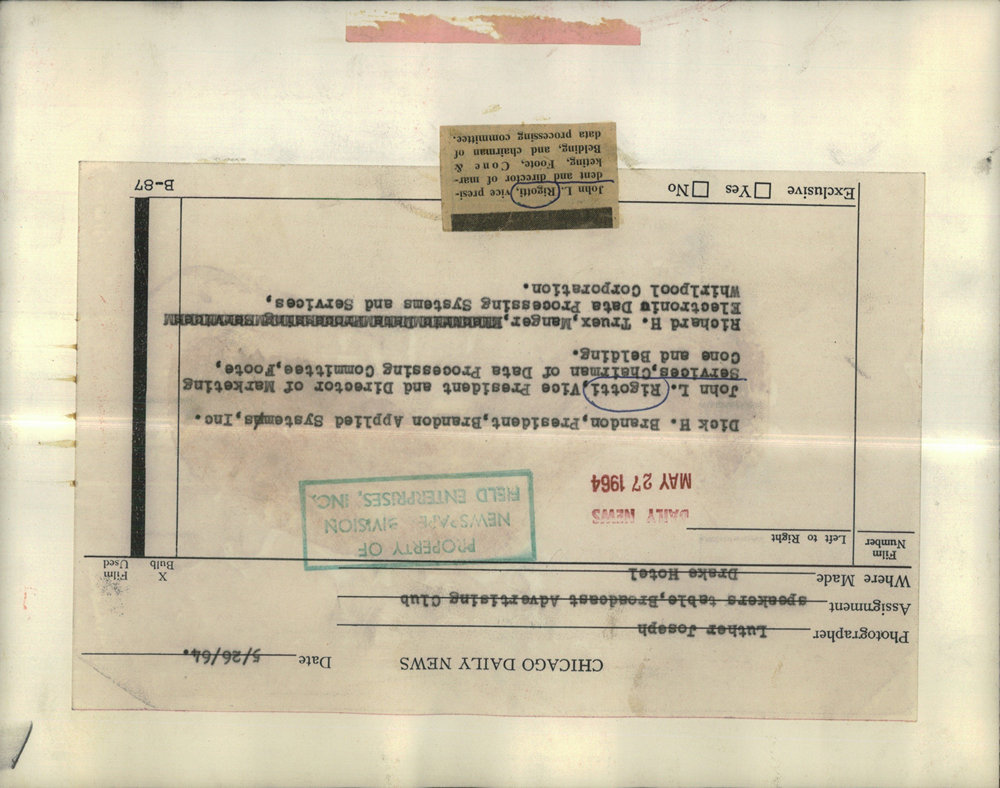 CHICAGO DAILY NEWS
Date 5/26/64.
Photographer Luther Joseph
Assignment speakers table,Broadcast Advertising Club
Where Made Drake Hotel
Film Number
Left to Right
X Bulb
Film Used
DAILY NEWS
MAY 27 1964
PROPERTY OF
NEWSPAPE DIVISION
FIELD ENTERPRISES, INC.
Dick H. Brandon,President,Brandon Applied Systems,Inc.
John L. Rigotti,Vice President and Director of Marketing
Services,Chairman of Data Processing Committee,Foote,
Cone and Belding.
Richard H. Truex,Manger,
Electronic Data Processing Systems and Services,
Whirlpool Corporation.
Exclusive Yes No
B-87
John L. Rigotti, vice presi-
dent and director of mar-
keting, Foote, Cone &
Belding, and chairman of
data processing committee.